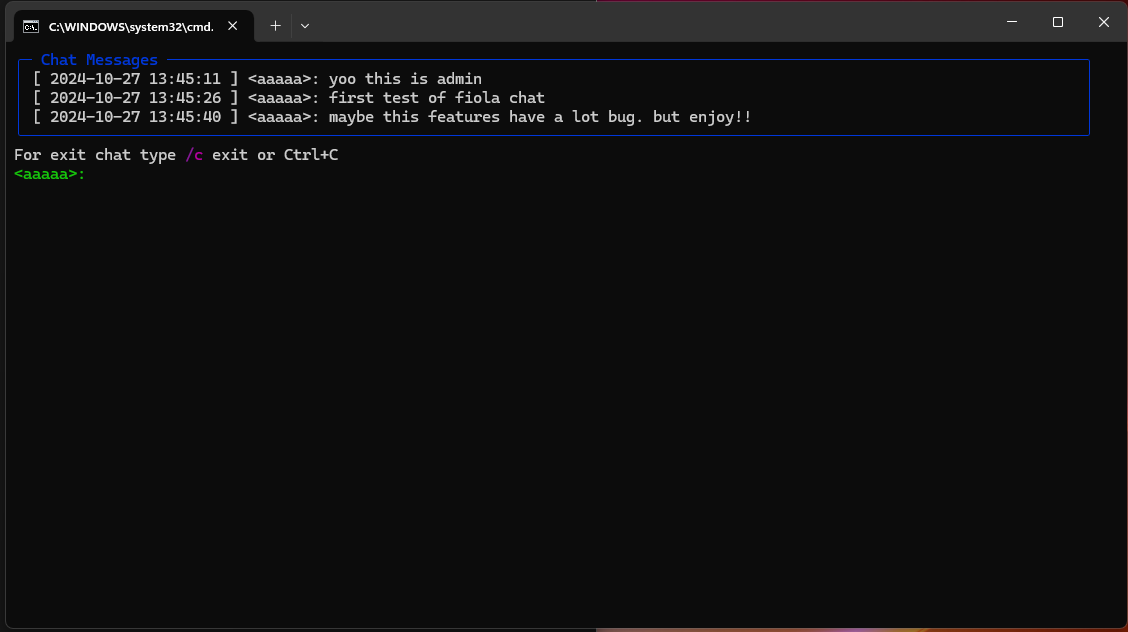 C:\WINDOWS\system32\cmd.
Chat Messages
[ 2024-10-27 13:45:11 ] <aaaaa>: yoo this is admin
[ 2024-10-27 13:45:26 ] <aaaaa>: first test of fiola chat
[ 2024-10-27 13:45:40 ] <aaaaa>: maybe this features have a lot bug. but enjoy!!
For exit chat type /c exit or Ctrl+C
<aaaaa>: